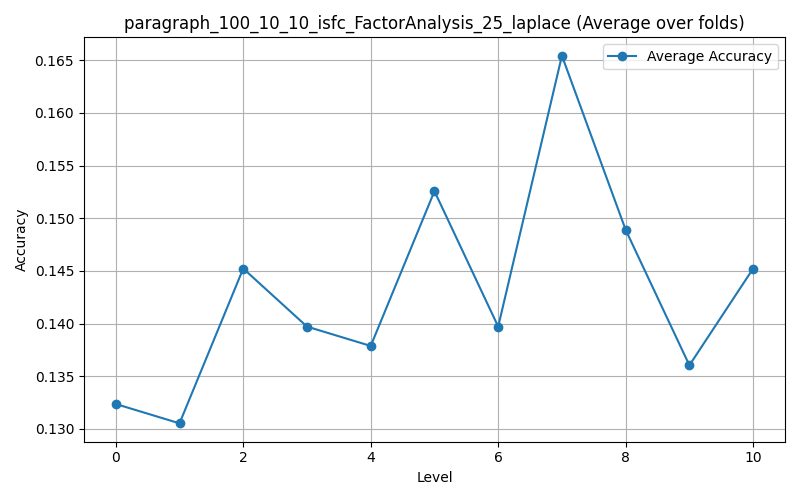 paragraph_100_10_10_isfc_FactorAnalysis_25_laplace (Average over folds)
Average Accuracy
0.165
0.160
0.155
0.150
0.145
0.140
0.135
0.130
Accuracy
0 2 4 6 8 10
Level